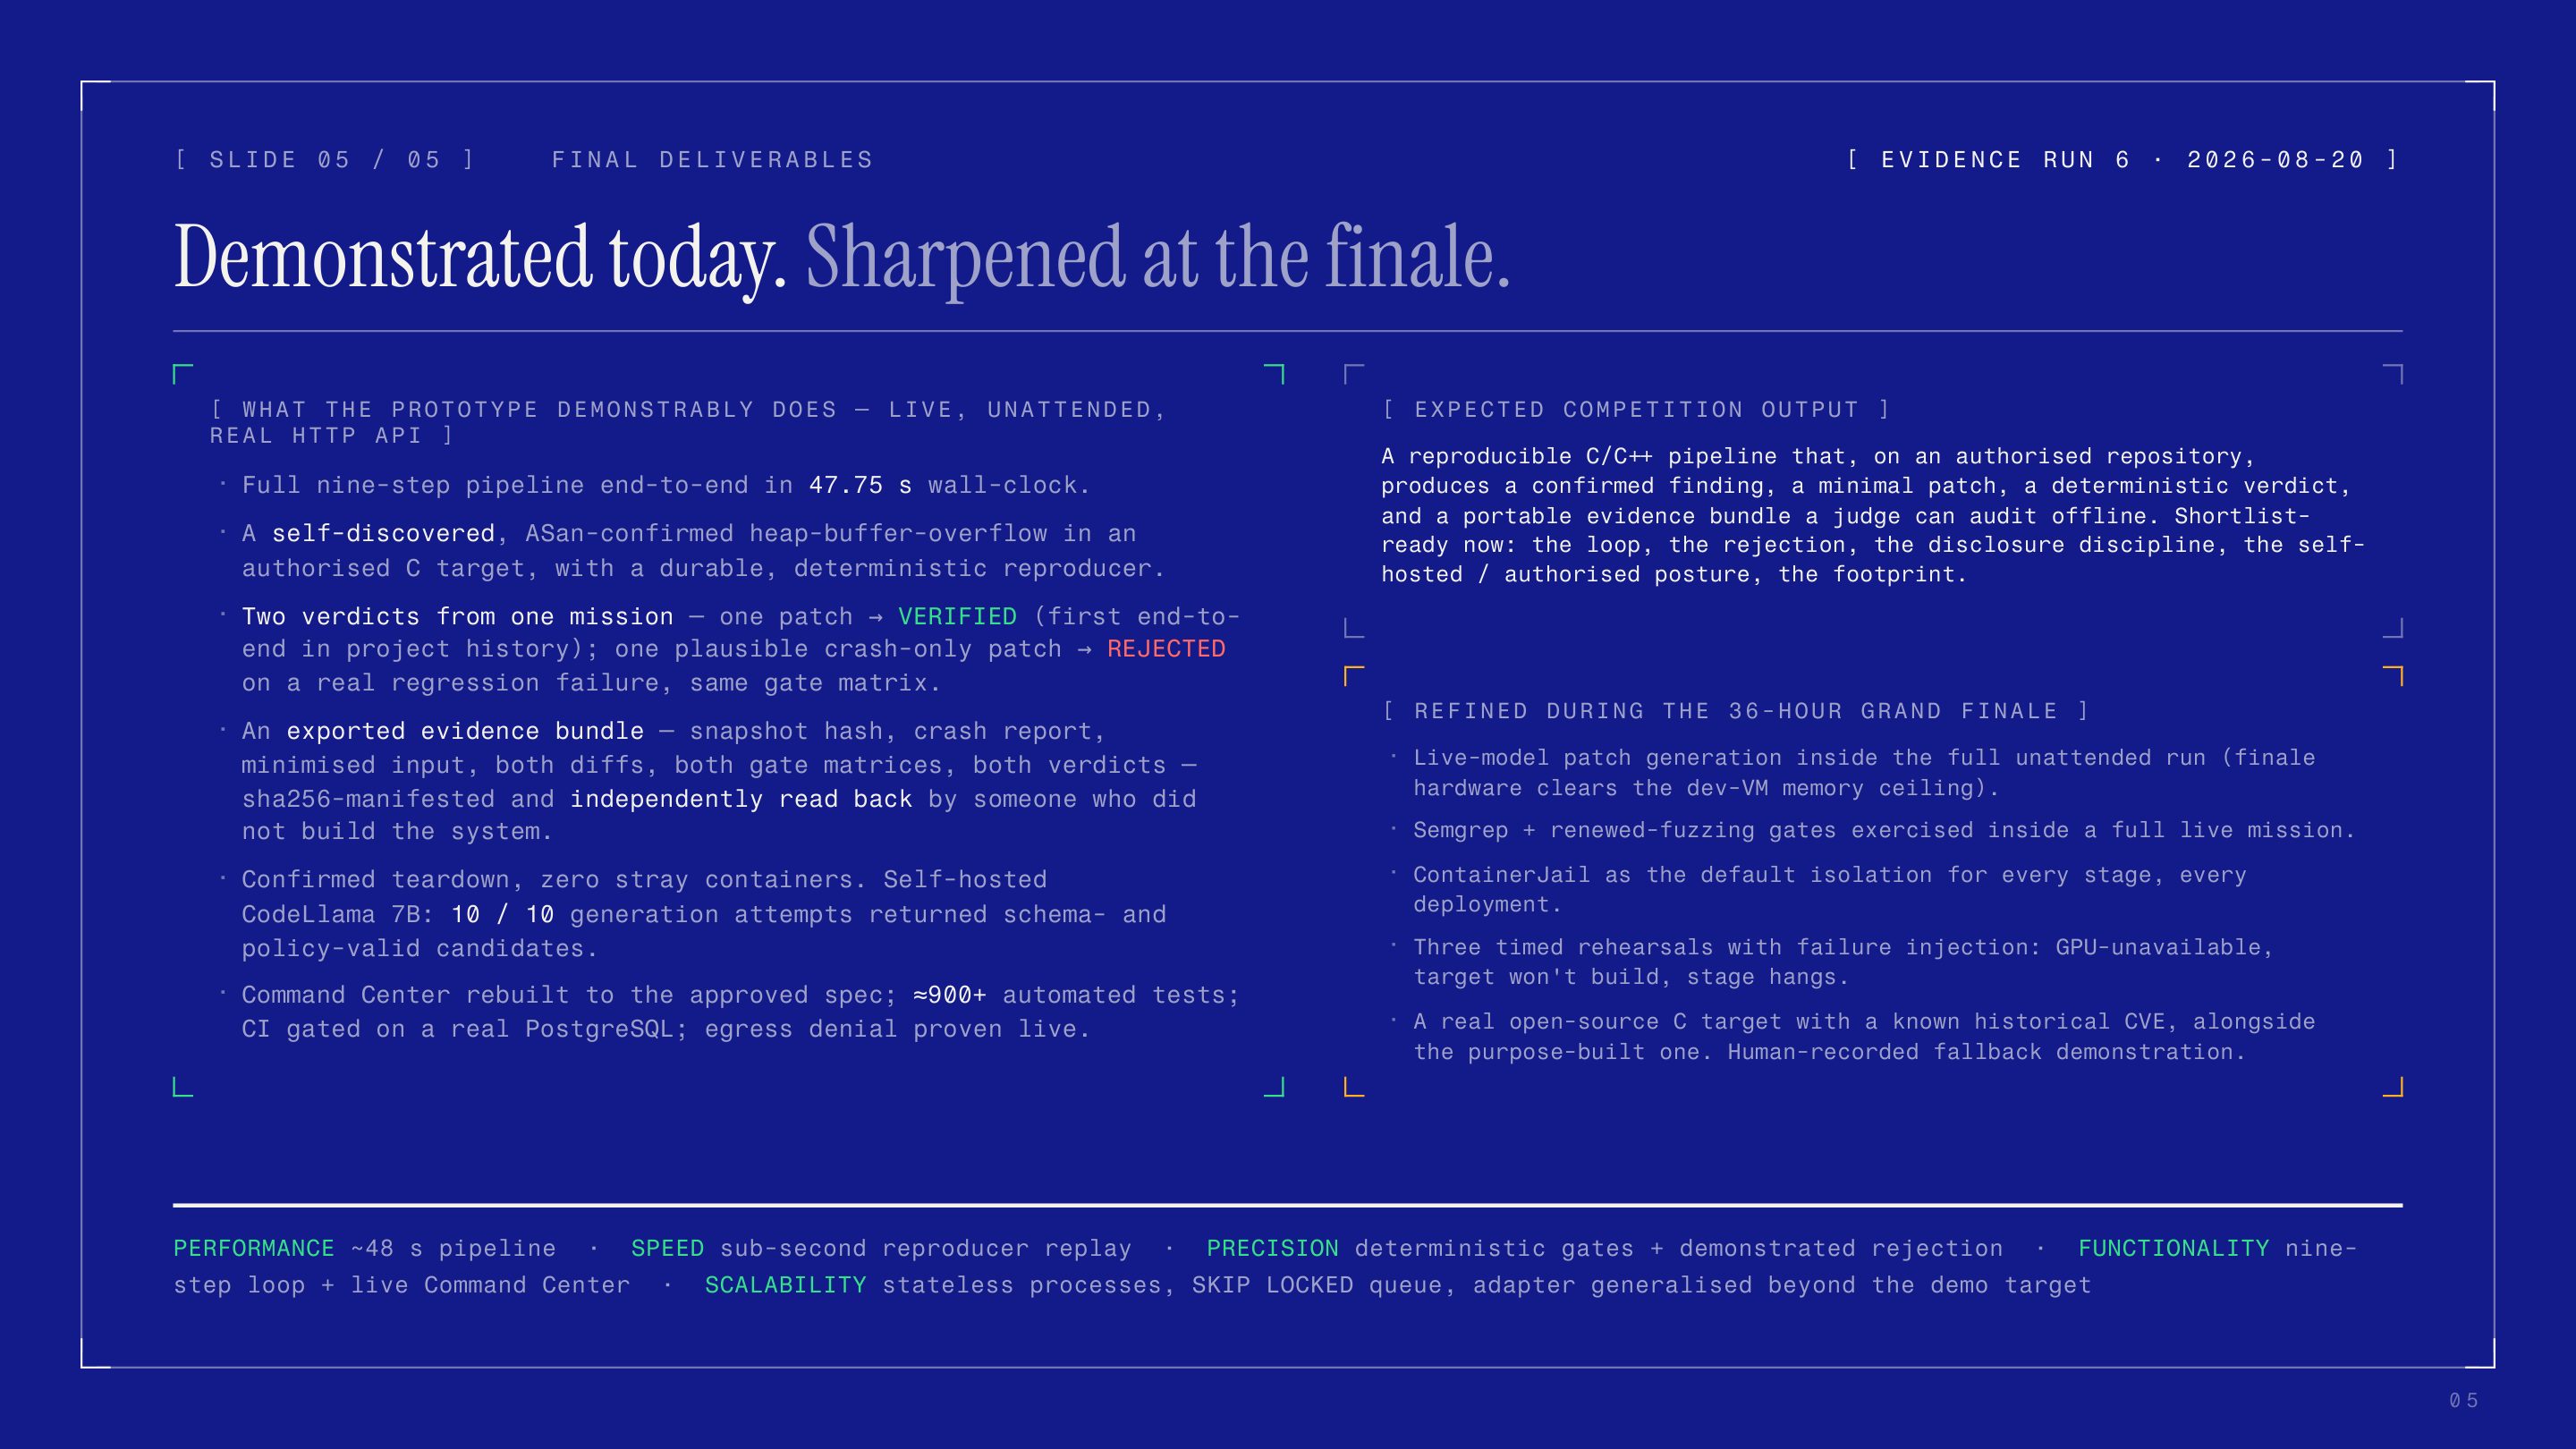 [ SLIDE 05 / 05 ] FINAL DELIVERABLES
[ EVIDENCE RUN 6 · 2026-08-20 ]
Demonstrated today. Sharpened at the finale.
[ WHAT THE PROTOTYPE DEMONSTRABLY DOES — LIVE, UNATTENDED,
REAL HTTP API ]
· Full nine-step pipeline end-to-end in 47.75 s wall-clock.
· A self-discovered, ASan-confirmed heap-buffer-overflow in an
authorised C target, with a durable, deterministic reproducer.
· Two verdicts from one mission — one patch → VERIFIED (first end-to-
end in project history); one plausible crash-only patch → REJECTED
on a real regression failure, same gate matrix.
· An exported evidence bundle — snapshot hash, crash report,
minimised input, both diffs, both gate matrices, both verdicts —
sha256-manifested and independently read back by someone who did
not build the system.
· Confirmed teardown, zero stray containers. Self-hosted
CodeLlama 7B: 10 / 10 generation attempts returned schema- and
policy-valid candidates.
· Command Center rebuilt to the approved spec; ≈900+ automated tests;
CI gated on a real PostgreSQL; egress denial proven live.
[ EXPECTED COMPETITION OUTPUT ]
A reproducible C/C++ pipeline that, on an authorised repository,
produces a confirmed finding, a minimal patch, a deterministic verdict,
and a portable evidence bundle a judge can audit offline. Shortlist-
ready now: the loop, the rejection, the disclosure discipline, the self-
hosted / authorised posture, the footprint.
[ REFINED DURING THE 36-HOUR GRAND FINALE ]
· Live-model patch generation inside the full unattended run (finale
hardware clears the dev-VM memory ceiling).
· Semgrep + renewed-fuzzing gates exercised inside a full live mission.
· ContainerJail as the default isolation for every stage, every
deployment.
· Three timed rehearsals with failure injection: GPU-unavailable,
target won't build, stage hangs.
· A real open-source C target with a known historical CVE, alongside
the purpose-built one. Human-recorded fallback demonstration.
PERFORMANCE ~48 s pipeline · SPEED sub-second reproducer replay · PRECISION deterministic gates + demonstrated rejection · FUNCTIONALITY nine-
step loop + live Command Center · SCALABILITY stateless processes, SKIP LOCKED queue, adapter generalised beyond the demo target
05